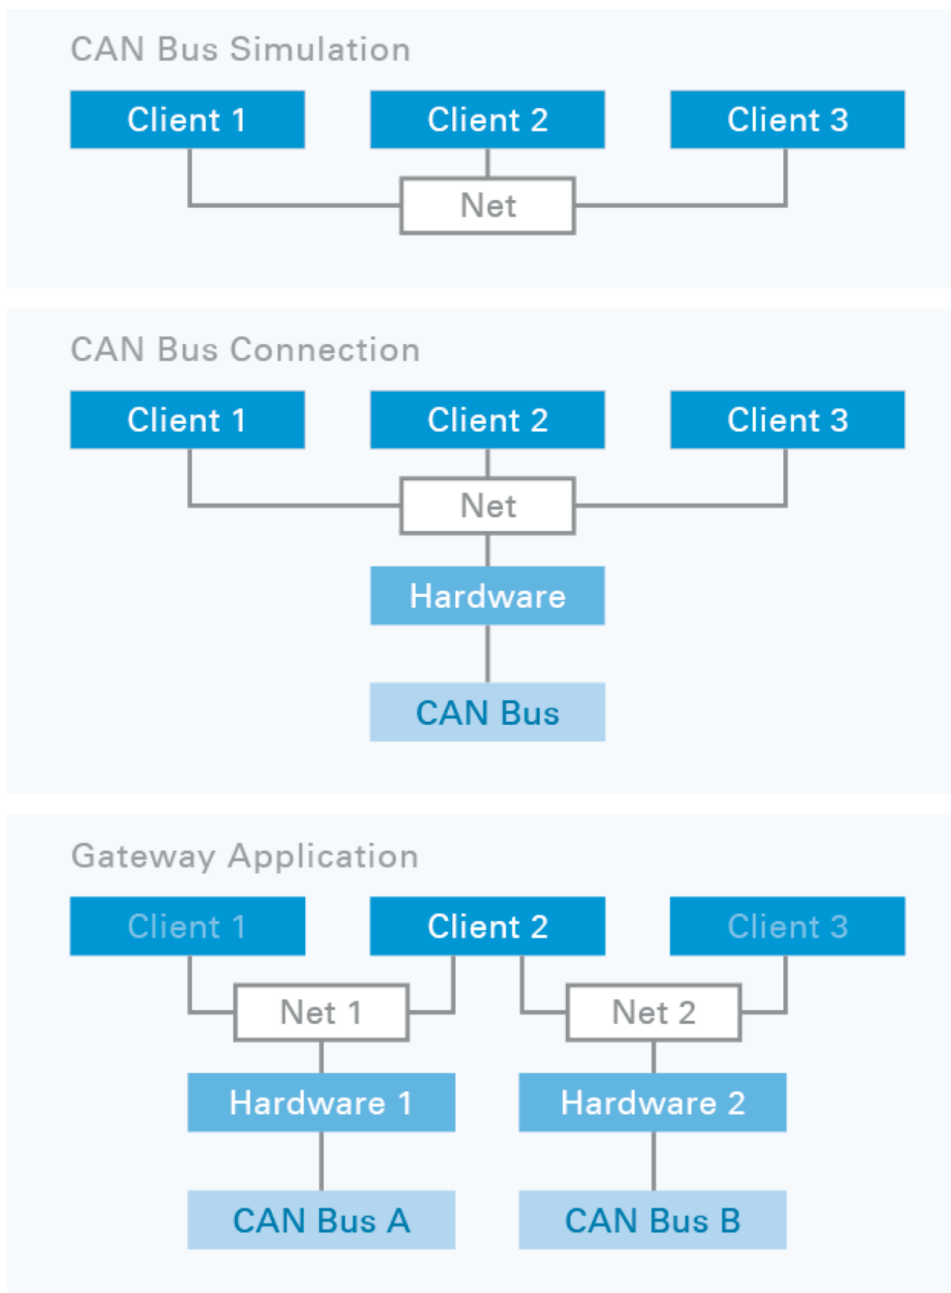 CAN Bus Simulation
Client 1 Client 2 Client 3
Net
CAN Bus Connection
Client 1 Client 2 Client 3
Net
Hardware
CAN Bus
Gateway Application
Client 1 Client 2 Client 3
Net 1 Net 2
Hardware 1 Hardware 2
CAN Bus A CAN Bus B